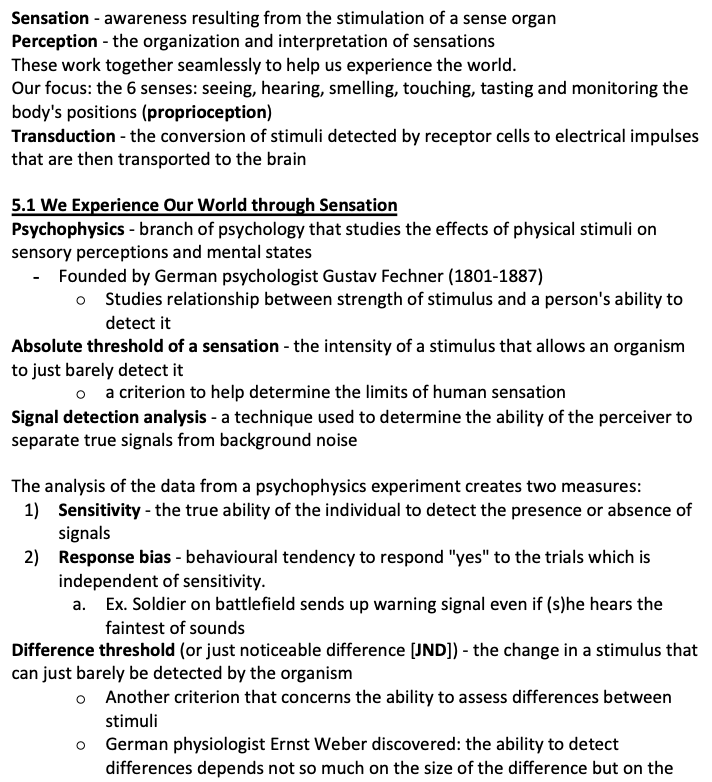 Sensation - awareness resulting from the stimulation of a sense organ
Perception - the organization and interpretation of sensations
These work together seamlessly to help us experience the world.
Our focus: the 6 senses: seeing, hearing, smelling, touching, tasting and monitoring the
body's positions (proprioception)
Transduction - the conversion of stimuli detected by receptor cells to electrical impulses
that are then transported to the brain
5.1 We Experience Our World through Sensation
Psychophysics - branch of psychology that studies the effects of physical stimuli on
sensory perceptions and mental states
- Founded by German psychologist Gustav Fechner (1801-1887)
o Studies relationship between strength of stimulus and a person's ability to
detect it
Absolute threshold of a sensation - the intensity of a stimulus that allows an organism
to just barely detect it
o a criterion to help determine the limits of human sensation
Signal detection analysis - a technique used to determine the ability of the perceiver to
separate true signals from background noise
The analysis of the data from a psychophysics experiment creates two measures:
1) Sensitivity - the true ability of the individual to detect the presence or absence of
signals
2) Response bias - behavioural tendency to respond "yes" to the trials which is
independent of sensitivity.
a. Ex. Soldier on battlefield sends up warning signal even if (s)he hears the
faintest of sounds
Difference threshold (or just noticeable difference [JND]) - the change in a stimulus that
can just barely be detected by the organism
o Another criterion that concerns the ability to assess differences between
stimuli
o German physiologist Ernst Weber discovered: the ability to detect
differences depends not so much on the size of the difference but on the